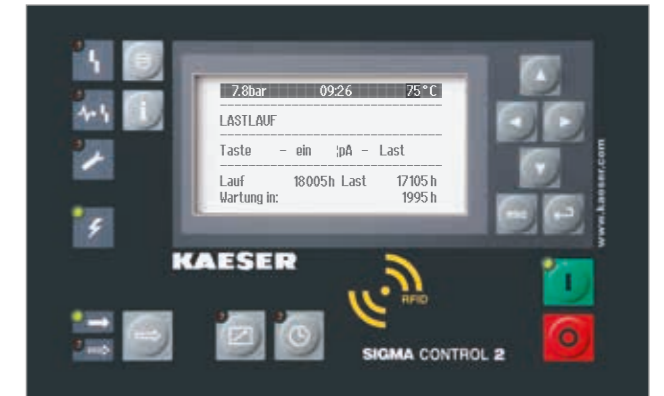 7.8bar 09:26 75°C
LASTLAUF
Taste – ein ¦pA – Last
Lauf 18005h Last 17105h
Wartung in: 1995h
esc
www.kaeser.com
KAESER
RFID
I
O
SIGMA CONTROL 2